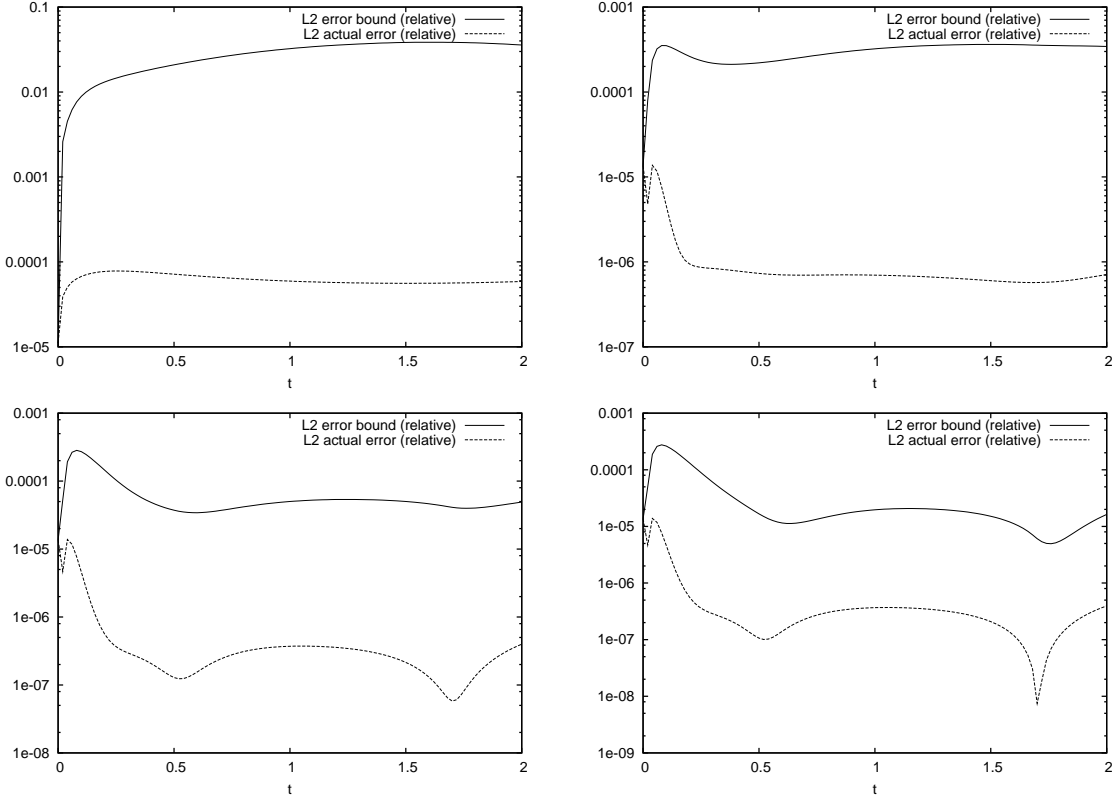 L2 error bound (relative)
L2 actual error (relative)
0.1
0.01
0.001
0.0001
1e-05
0 0.5 1 1.5 2
t
L2 error bound (relative)
L2 actual error (relative)
0.001
0.0001
1e-05
1e-06
1e-07
0 0.5 1 1.5 2
t
L2 error bound (relative)
L2 actual error (relative)
0.001
0.0001
1e-05
1e-06
1e-07
1e-08
0 0.5 1 1.5 2
t
L2 error bound (relative)
L2 actual error (relative)
0.001
0.0001
1e-05
1e-06
1e-07
1e-08
1e-09
0 0.5 1 1.5 2
t